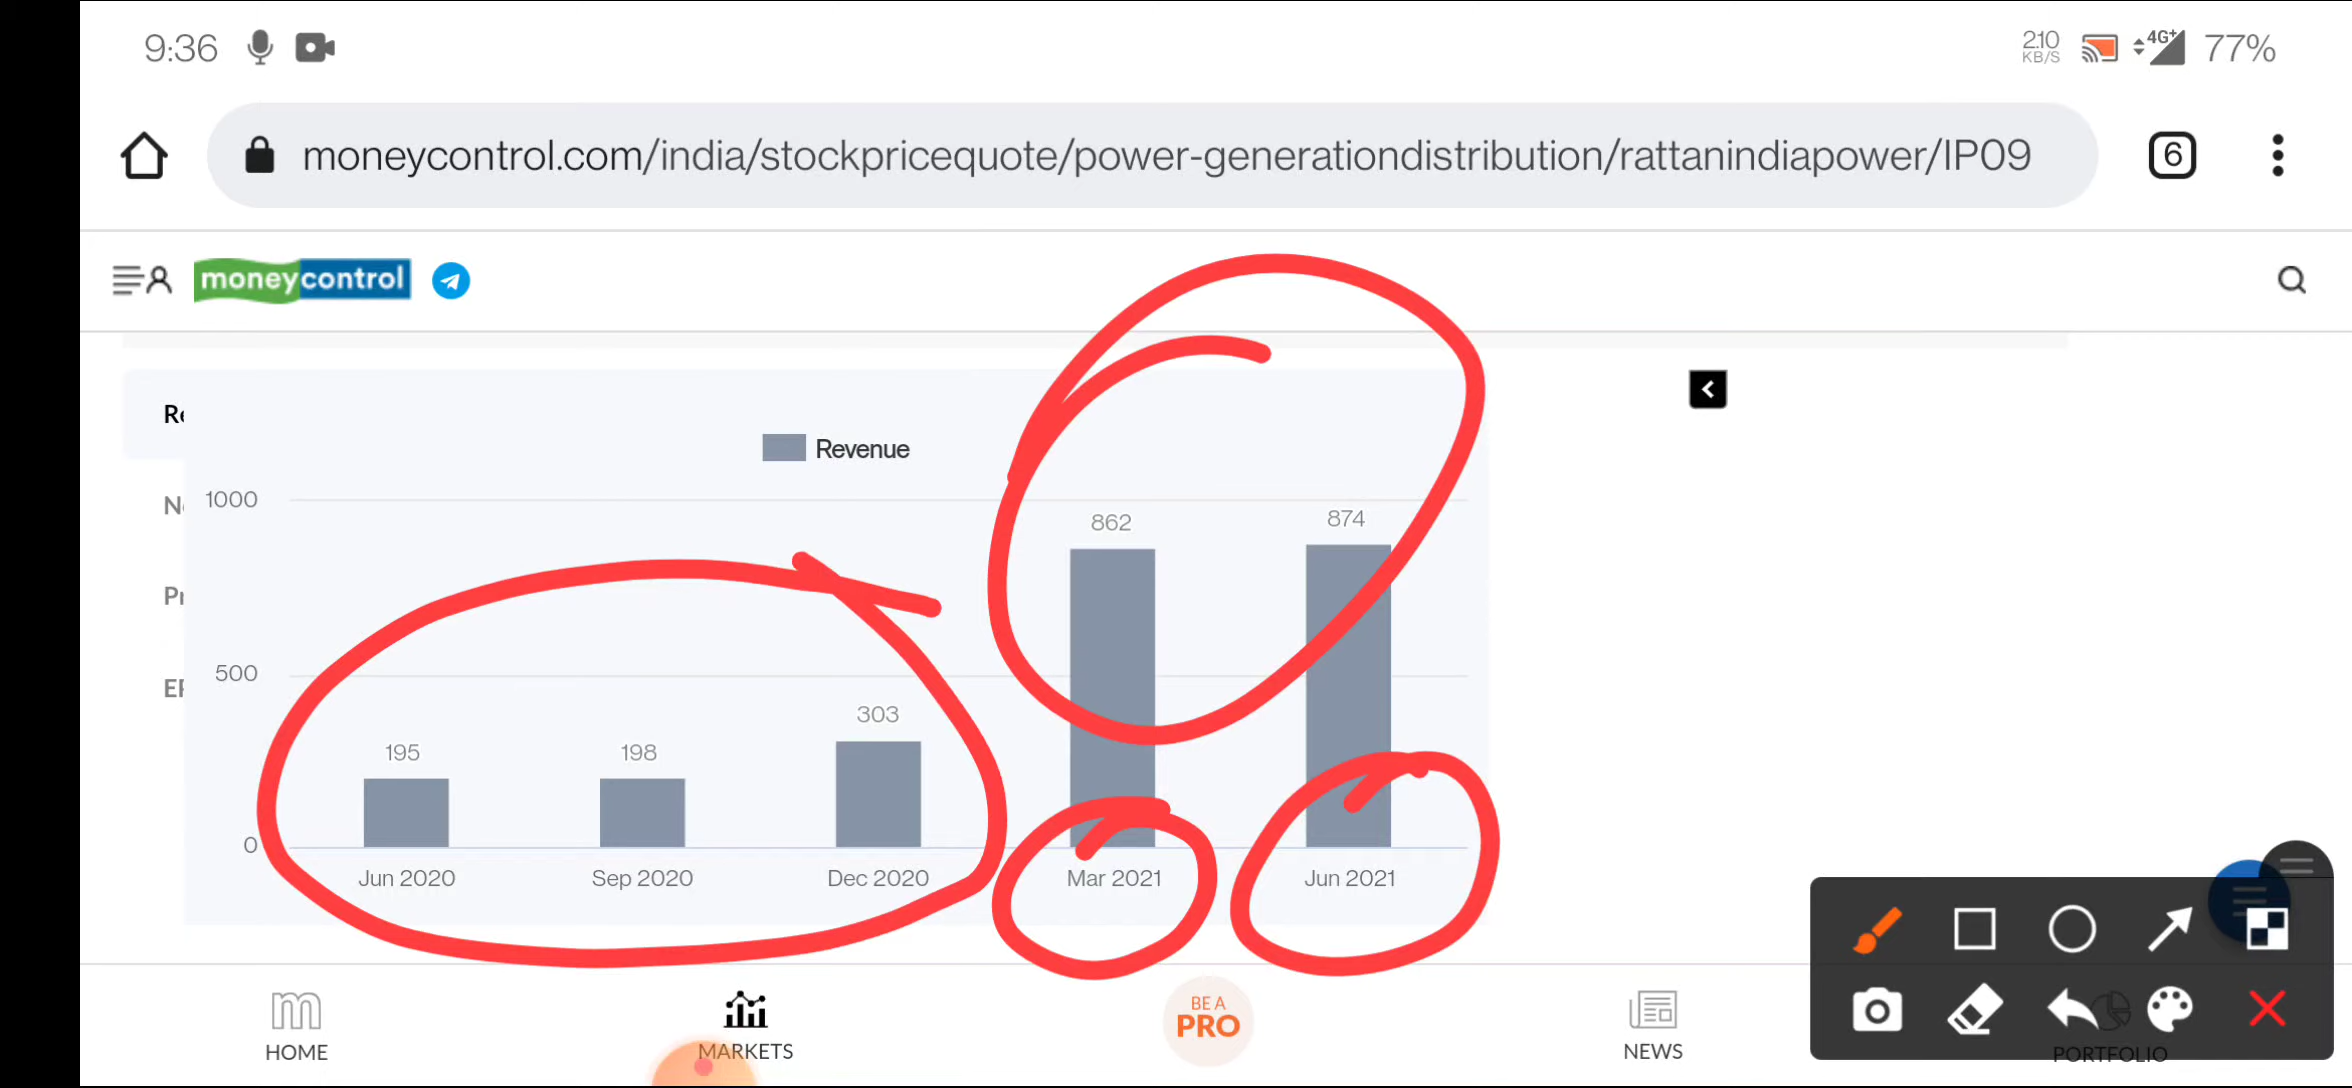 9:36
2.10
KB/S
4G+
77%
moneycontrol.com/india/stockpricequote/power-generationdistribution/rattanindiapower/IP09
6
moneycontrol
Revenue
1000
500
0
195
198
303
862
874
Jun 2020
Sep 2020
Dec 2020
Mar 2021
Jun 2021
HOME
MARKETS
BE A
PRO
NEWS
PORTFOLIO